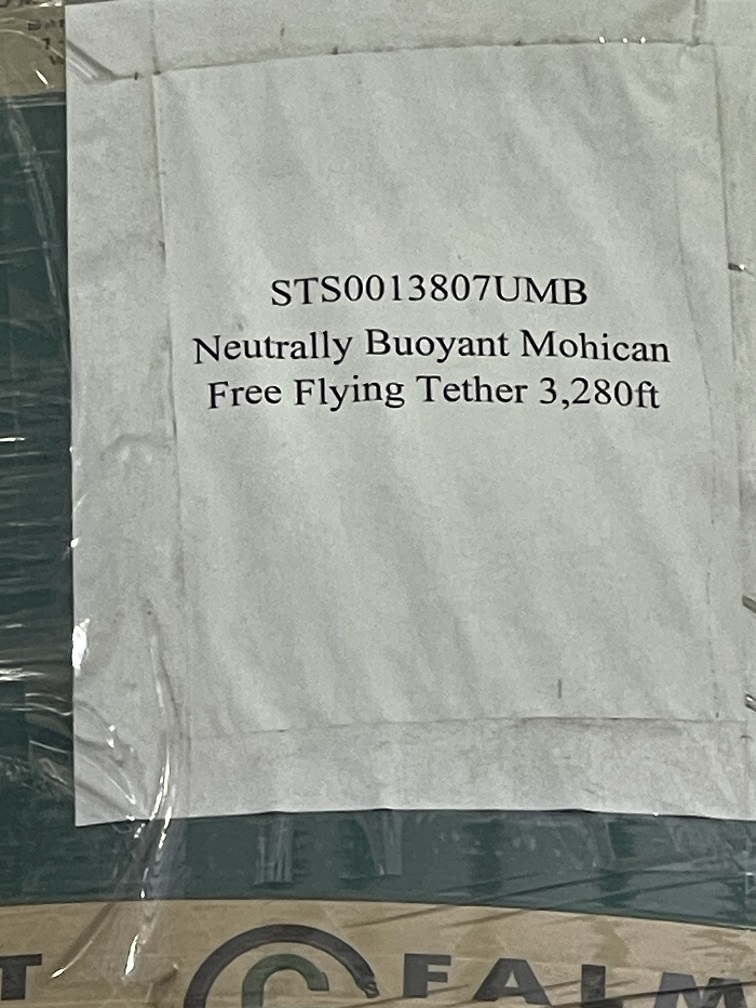 STS0013807UMB
Neutrally Buoyant Mohican
Free Flying Tether 3,280ft